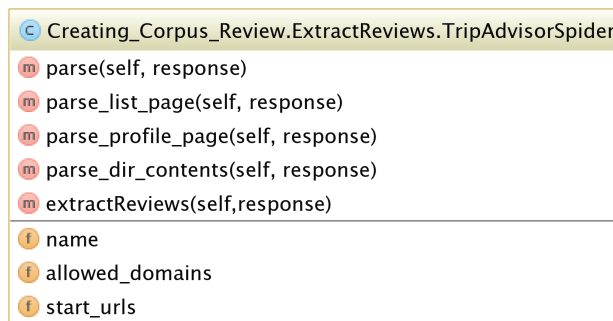 C Creating_Corpus_Review.ExtractReviews.TripAdvisorSpider
m parse(self, response)
m parse_list_page(self, response)
m parse_profile_page(self, response)
m parse_dir_contents(self, response)
m extractReviews(self,response)
f name
f allowed_domains
f start_urls